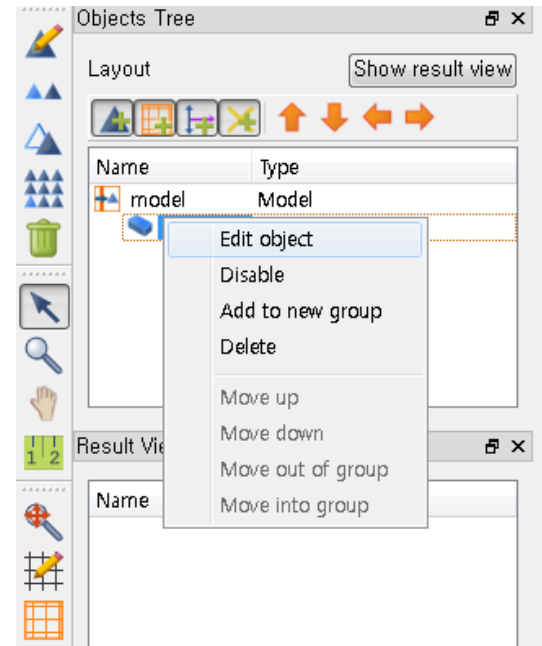 Objects Tree
Layout
Show result view
Name Type
model Model
Edit object
Disable
Add to new group
Delete
Move up
Move down
Move out of group
Move into group
1 2
Result Vie
Name